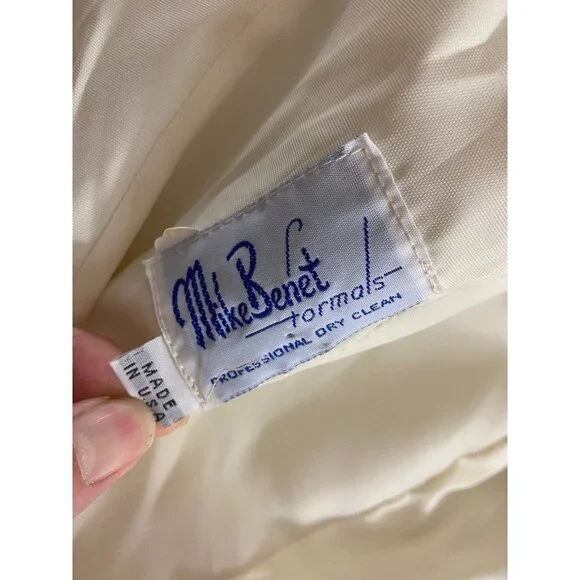 Mike Benet
formals
PROFESSIONAL DRY CLEAN
MADE
IN USA